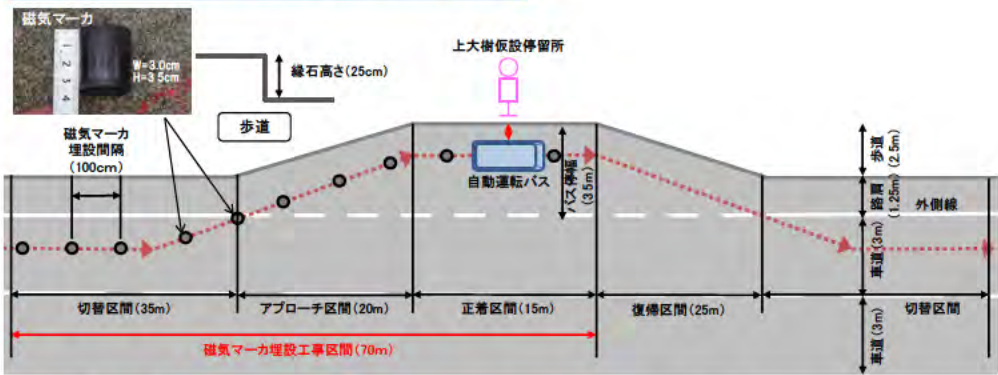 磁気マーカ
1
2
3
4
W=3.0cm
H=3.5cm
縁石高さ(25cm)
上大樹仮設停留所
歩道
磁気マーカ
埋設間隔
(100cm)
自動運転バス
バス停幅
(3.5m)
歩道
(2.5m)
路肩
(1.25m)
外側線
車道(3m)
車道(3m)
切替区間(35m)
アプローチ区間(20m)
正着区間(15m)
復帰区間(25m)
切替区間
磁気マーカ埋設工事区間(70m)